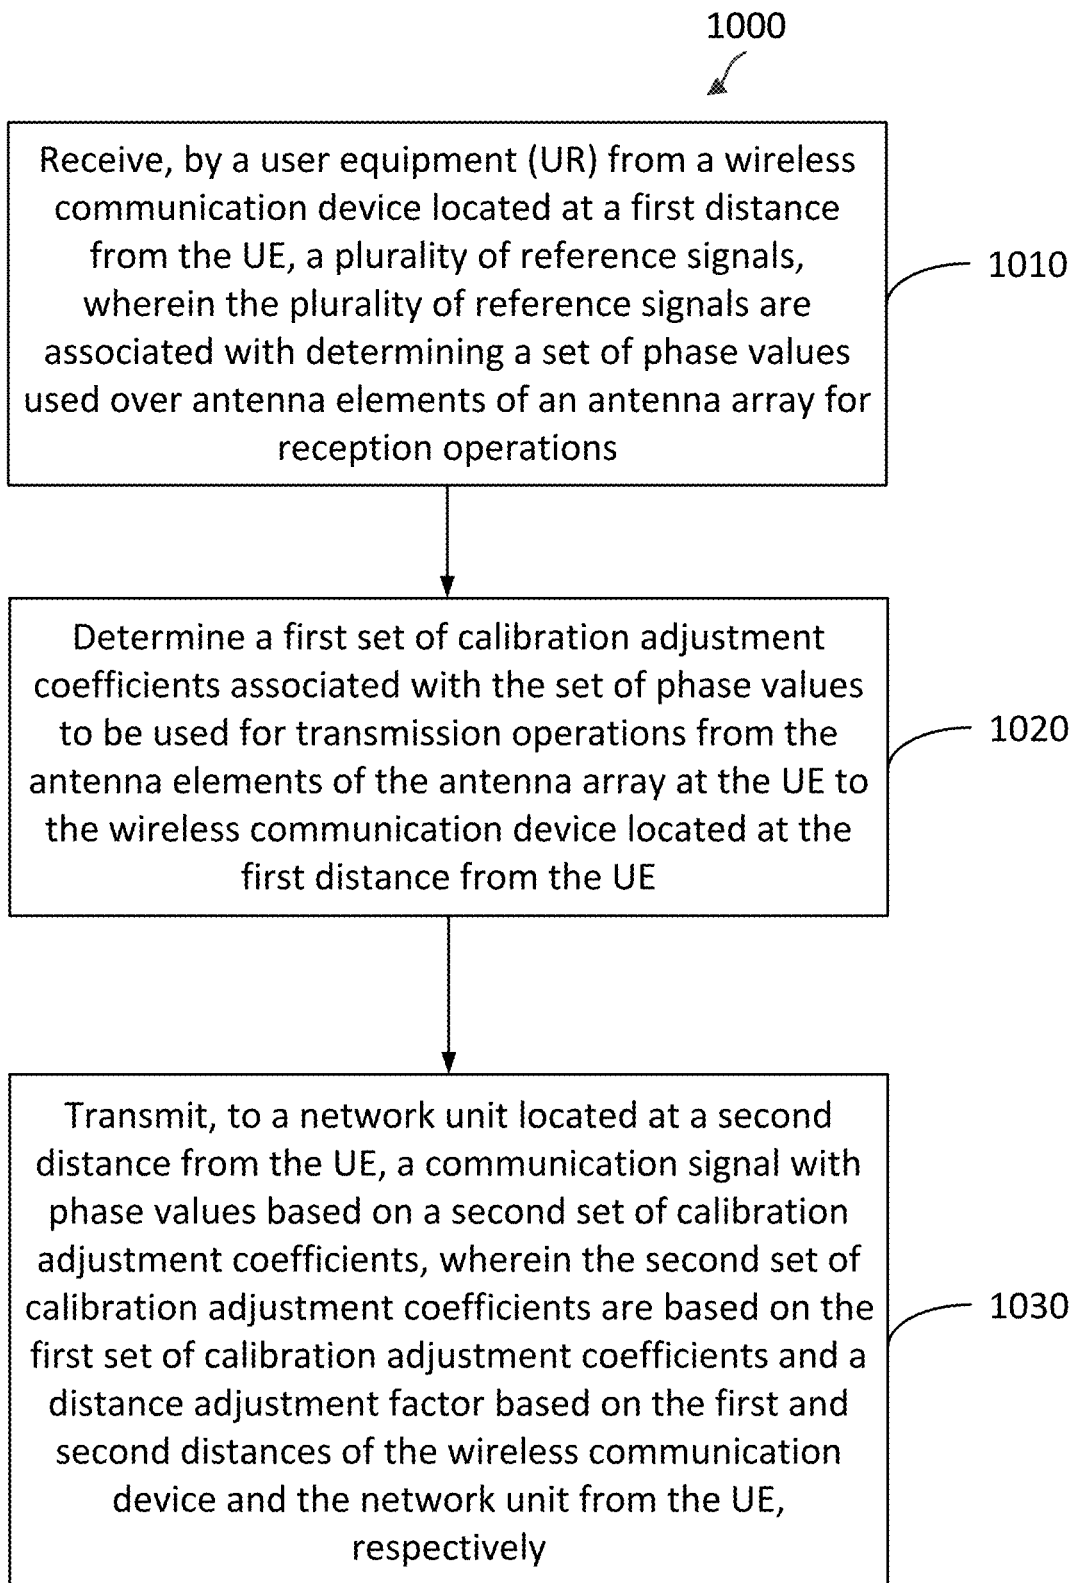 1000
Receive, by a user equipment (UR) from a wireless
communication device located at a first distance
from the UE, a plurality of reference signals,
wherein the plurality of reference signals are
associated with determining a set of phase values
used over antenna elements of an antenna array for
reception operations
1010
Determine a first set of calibration adjustment
coefficients associated with the set of phase values
to be used for transmission operations from the
antenna elements of the antenna array at the UE to
the wireless communication device located at the
first distance from the UE
1020
Transmit, to a network unit located at a second
distance from the UE, a communication signal with
phase values based on a second set of calibration
adjustment coefficients, wherein the second set of
calibration adjustment coefficients are based on the
first set of calibration adjustment coefficients and a
distance adjustment factor based on the first and
second distances of the wireless communication
device and the network unit from the UE,
respectively
1030